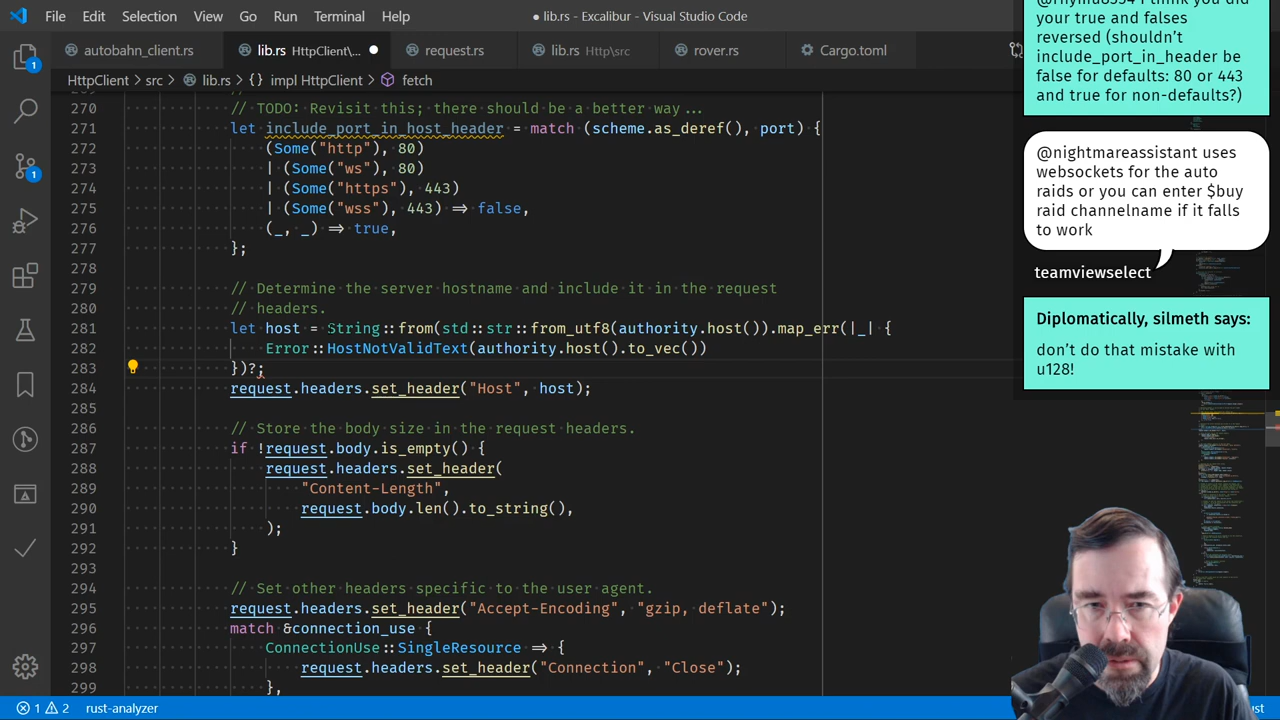 File Edit Selection View Go Run Terminal Help
● lib.rs - Excalibur - Visual Studio Code
autobahn_client.rs lib.rs HttpClient\... ● request.rs lib.rs Http\src rover.rs Cargo.toml
HttpClient > src > lib.rs > {} impl HttpClient > fetch
270 // TODO: Revisit this; there should be a better way...
271 let include_port_in_host_header = match (scheme.as_deref(), port) {
272 (Some("http"), 80)
273 | (Some("ws"), 80)
274 | (Some("https"), 443)
275 | (Some("wss"), 443) => false,
276 (_, _) => true,
277 };
278
279 // Determine the server hostname and include it in the request
280 // headers.
281 let host = String::from(std::str::from_utf8(authority.host()).map_err(|_| {
282 Error::HostNotValidText(authority.host().to_vec())
283 })?;
284 request.headers.set_header("Host", host);
285
286 // Store the body size in the request headers.
287 if !request.body.is_empty() {
288 request.headers.set_header(
289 "Content-Length",
290 request.body.len().to_string(),
291 );
292 }
293
294 // Set other headers specific to the user agent.
295 request.headers.set_header("Accept-Encoding", "gzip, deflate");
296 match &connection_use {
297 ConnectionUse::SingleResource => {
298 request.headers.set_header("Connection", "Close");
299 },
1 2 rust-analyzer
your true and falses
reversed (shouldn't
include_port_in_header be
false for defaults: 80 or 443
and true for non-defaults?)
@nightmareassistant uses
websockets for the auto
raids or you can enter $buy
raid channelname if it falls
to work
teamviewselect
Diplomatically, silmeth says:
don't do that mistake with
u128!